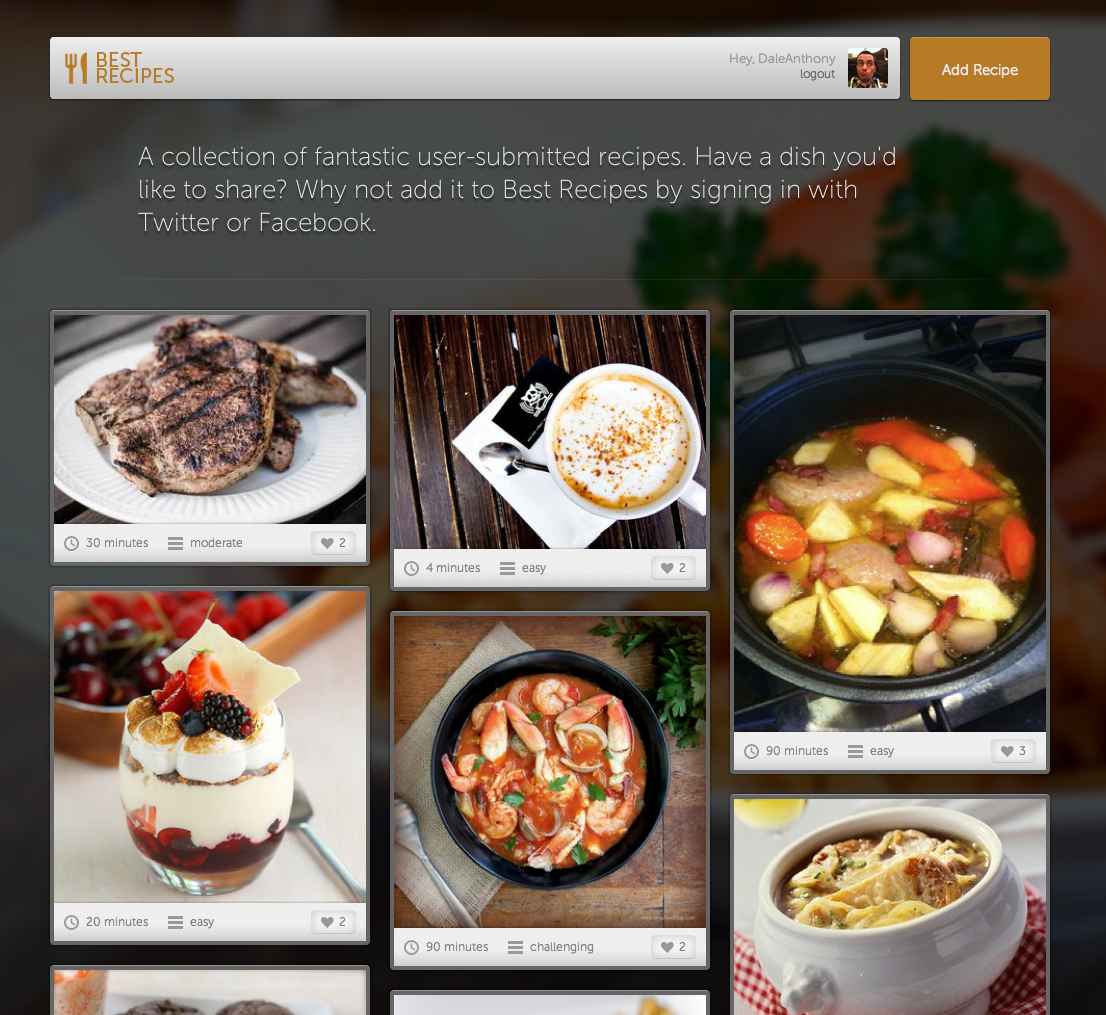 BEST
RECIPES
Hey, DaleAnthony
logout
Add Recipe
A collection of fantastic user-submitted recipes. Have a dish you'd
like to share? Why not add it to Best Recipes by signing in with
Twitter or Facebook.
30 minutes moderate 2
4 minutes easy 2
90 minutes easy 3
20 minutes easy 2
90 minutes challenging 2